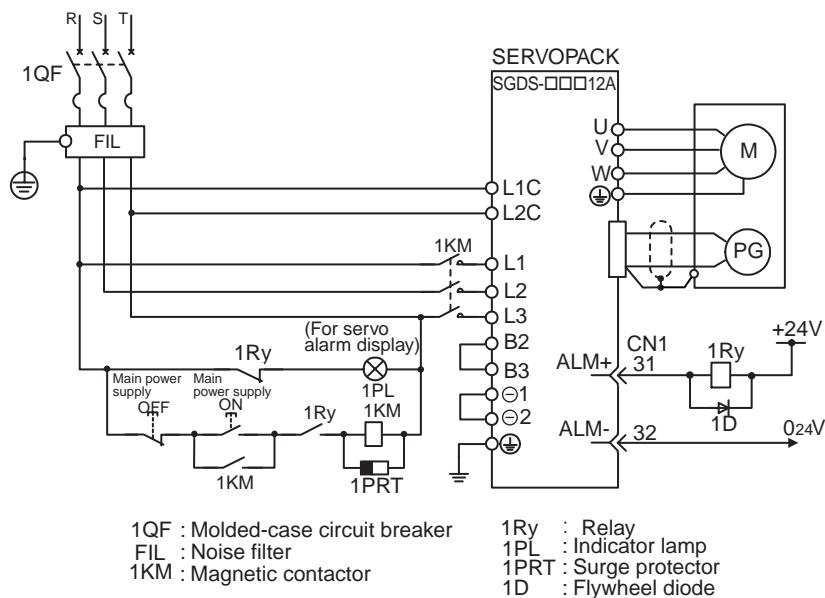 R S T
1QF
FIL
SERVOPACK
SGDS-□□□12A
U
V
W
M
L1C
L2C
PG
1KM
L1
L2
L3
(For servo
alarm display)
B2
B3
1Ry
1PL
Main power
supply
OFF
Main
power supply
ON
1Ry
1KM
⊖1
⊖2
1KM
1PRT
CN1
ALM+ 31
1Ry
+24V
1D
ALM- 32
024V
1QF : Molded-case circuit breaker
FIL : Noise filter
1KM : Magnetic contactor
1Ry : Relay
1PL : Indicator lamp
1PRT : Surge protector
1D : Flywheel diode